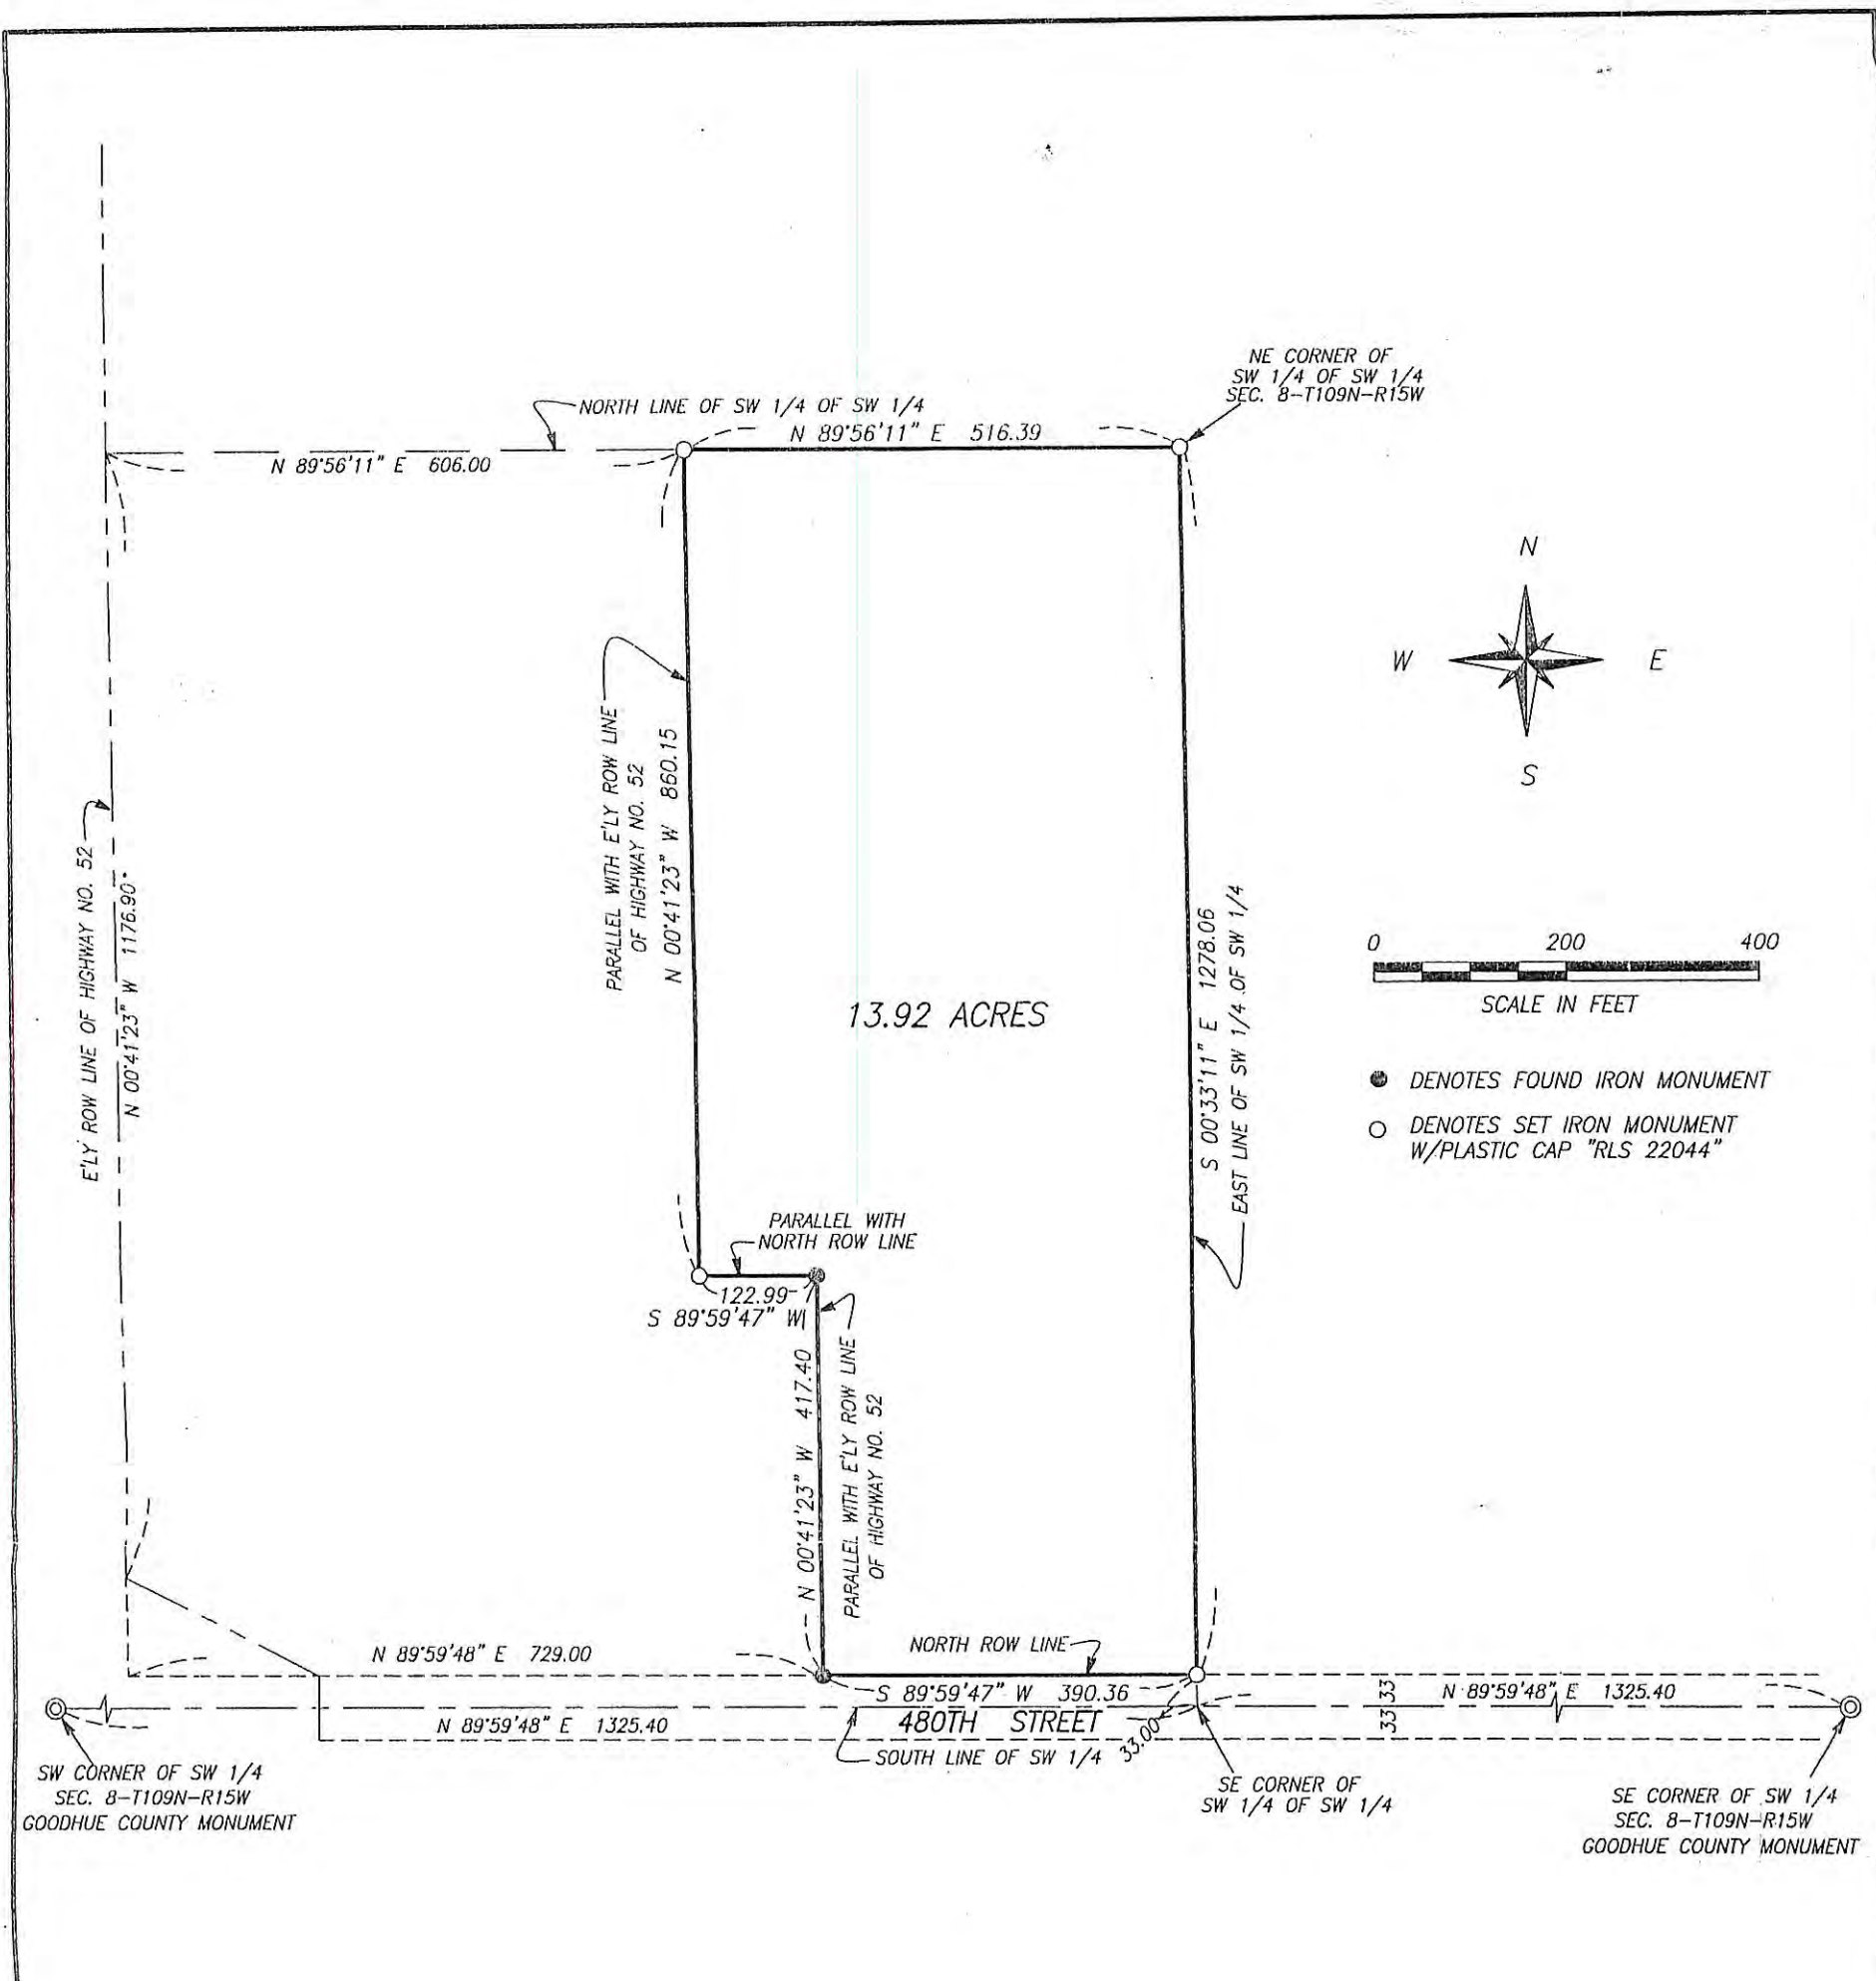 NE CORNER OF
SW 1/4 OF SW 1/4
SEC. 8-T109N-R15W
NORTH LINE OF SW 1/4 OF SW 1/4
N 89°56'11" E 516.39
N 89°56'11" E 606.00
N
W
E
S
PARALLEL WITH E'LY ROW LINE
OF HIGHWAY NO. 52
N 00°41'23" W 860.15
E'LY ROW LINE OF HIGHWAY NO. 52
N 00°41'23" W 1176.90
S 00°33'11" E 1278.06
EAST LINE OF SW 1/4 OF SW 1/4
13.92 ACRES
0 200 400
SCALE IN FEET
DENOTES FOUND IRON MONUMENT
DENOTES SET IRON MONUMENT
W/PLASTIC CAP "RLS 22044"
PARALLEL WITH
NORTH ROW LINE
122.99
S 89°59'47" W
N 00°41'23" W 417.40
PARALLEL WITH E'LY ROW LINE
OF HIGHWAY NO. 52
N 89°59'48" E 729.00
NORTH ROW LINE
S 89°59'47" W 390.36
33 33
N 89°59'48" E 1325.40
N 89°59'48" E 1325.40
480TH STREET
33.00
SOUTH LINE OF SW 1/4
SW CORNER OF SW 1/4
SEC. 8-T109N-R15W
GOODHUE COUNTY MONUMENT
SE CORNER OF
SW 1/4 OF SW 1/4
SE CORNER OF SW 1/4
SEC. 8-T109N-R15W
GOODHUE COUNTY MONUMENT